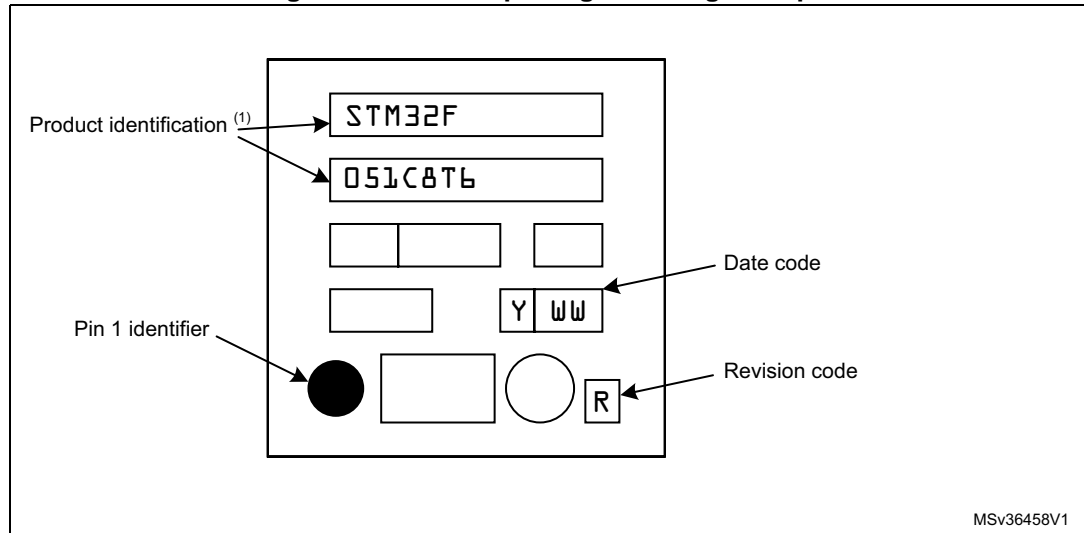 Product identification (1)
STM32F
051C8T6
Date code
Y WW
Pin 1 identifier
Revision code
R
MSv36458V1